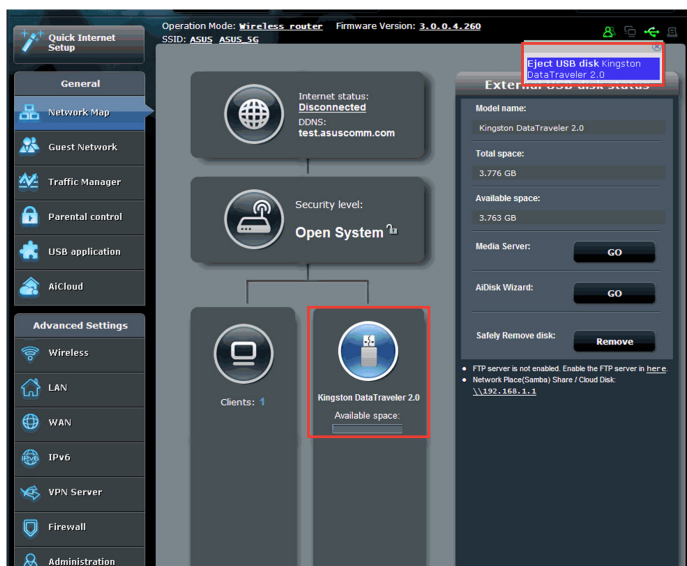 Quick Internet
Setup
Operation Mode: Wireless router Firmware Version: 3.0.0.4.260
SSID: ASUS ASUS_5G
Eject USB disk Kingston
DataTraveler 2.0
General
Network Map
Guest Network
Traffic Manager
Parental control
USB application
AiCloud
Advanced Settings
Wireless
LAN
WAN
IPv6
IPv6
VPN Server
Firewall
Administration
Internet status:
Disconnected
DDNS:
test.asuscomm.com
Security level:
Open System
Clients: 1
Kingston DataTraveler 2.0
Available space:
External USB disk status
Model name:
Kingston DataTraveler 2.0
Total space:
3.776 GB
Available space:
3.763 GB
Media Server:
GO
AiDisk Wizard:
GO
Safely Remove disk:
Remove
• FTP server is not enabled. Enable the FTP server in here.
• Network Place(Samba) Share / Cloud Disk:
\\192.168.1.1